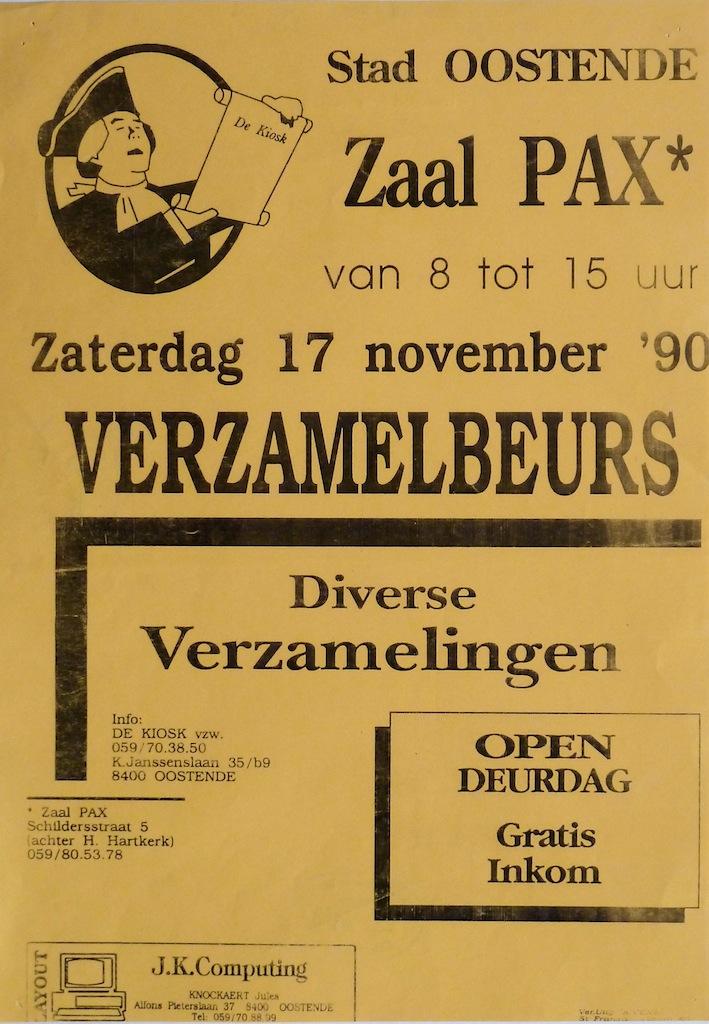 De Kiosk
Stad OOSTENDE
Zaal PAX*
van 8 tot 15 uur
Zaterdag 17 november '90
VERZAMELBEURS
Diverse
Verzamelingen
Info:
DE KIOSK vzw.
059/70.38.50
K.Janssenslaan 35/b9
8400 OOSTENDE
OPEN
DEURDAG
Gratis
Inkom
* Zaal PAX
Schildersstraat 5
(achter H. Hartkerk)
059/80.53.78
LAYOUT
J.K.Computing
KNOCKAERT Jules
Alfons Pieterslaan 37 8400 OOSTENDE
Tel: 059/70.88.99